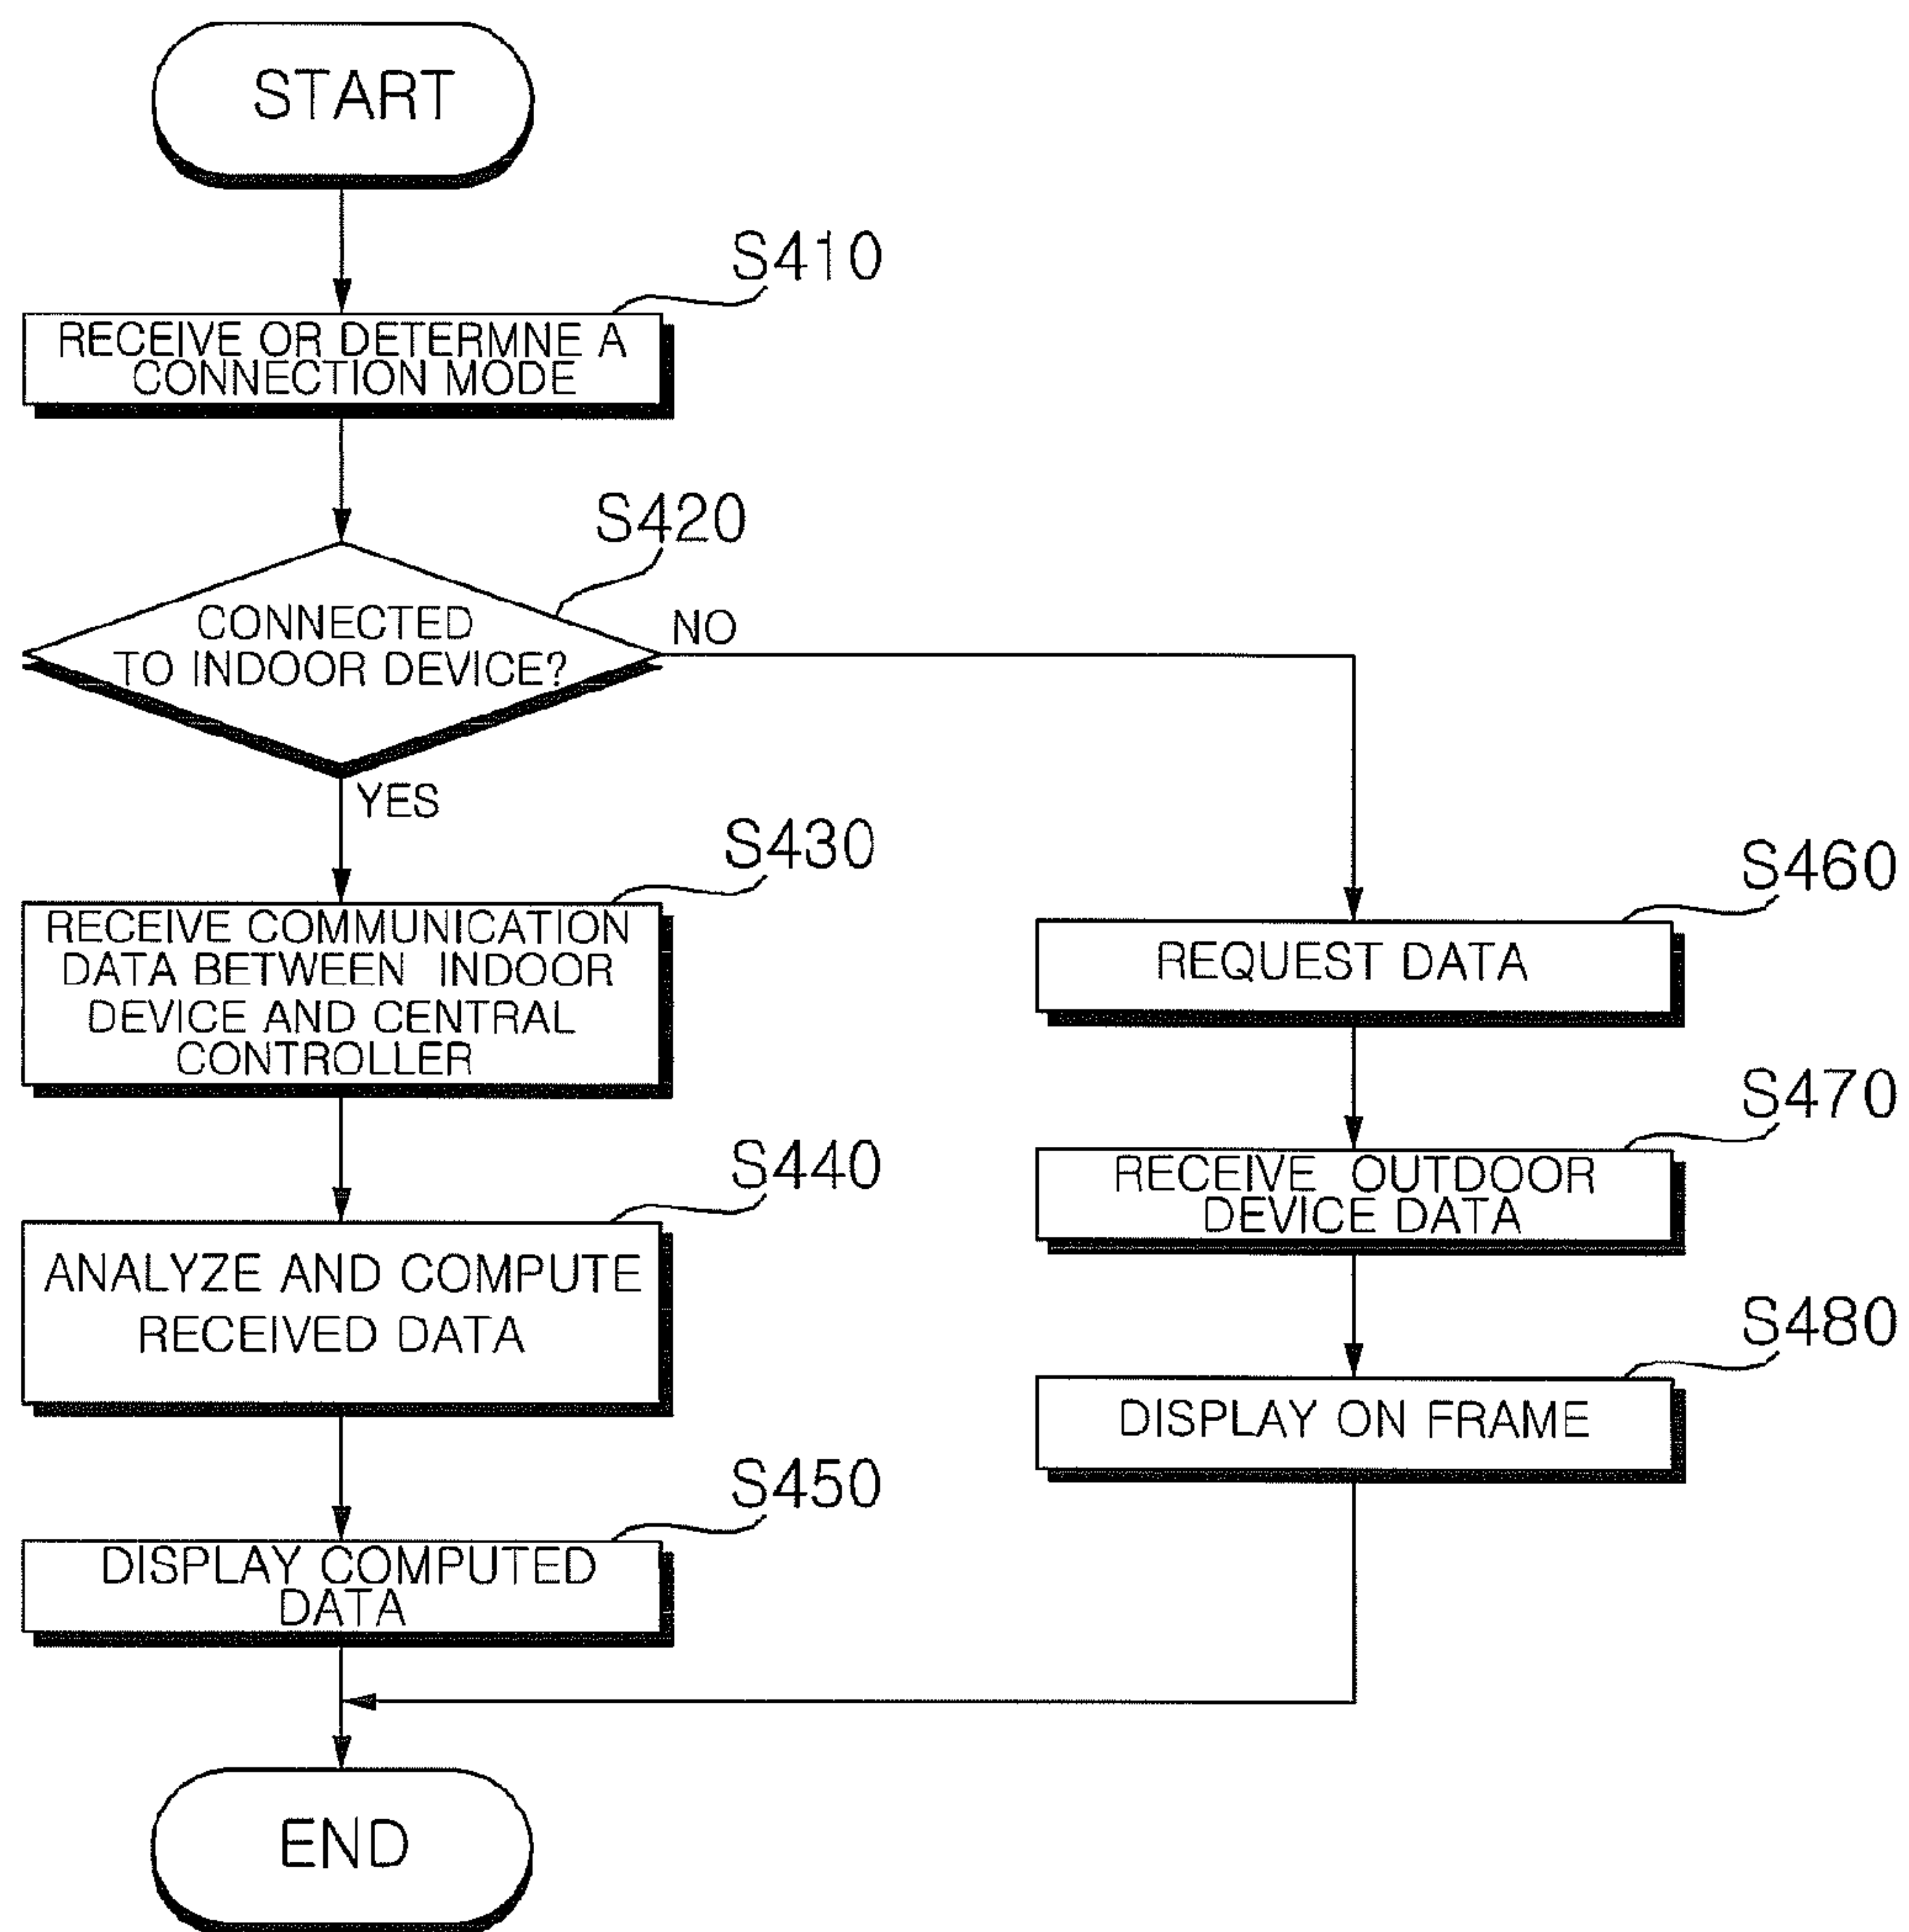 START
S410
RECEIVE OR DETERMNE A
CONNECTION MODE
S420
CONNECTED
TO INDOOR DEVICE?
NO
YES
S430
RECEIVE COMMUNICATION
DATA BETWEEN INDOOR
DEVICE AND CENTRAL
CONTROLLER
S440
ANALYZE AND COMPUTE
RECEIVED DATA
S450
DISPLAY COMPUTED
DATA
S460
REQUEST DATA
S470
RECEIVE OUTDOOR
DEVICE DATA
S480
DISPLAY ON FRAME
END